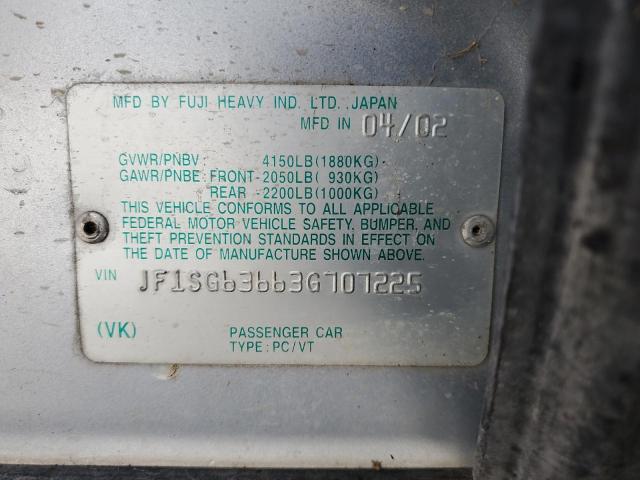 MFD BY FUJI HEAVY IND. LTD. JAPAN
MFD IN 04/02
GVWR/PNBV: 4150LB(1880KG)
GAWR/PNBE: FRONT-2050LB( 930KG)
REAR -2200LB(1000KG)
THIS VEHICLE CONFORMS TO ALL APPLICABLE
FEDERAL MOTOR VEHICLE SAFETY, BUMPER, AND
THEFT PREVENTION STANDARDS IN EFFECT ON
THE DATE OF MANUFACTURE SHOWN ABOVE.
VIN JF1SG63663G707225
(VK) PASSENGER CAR
TYPE: PC/VT